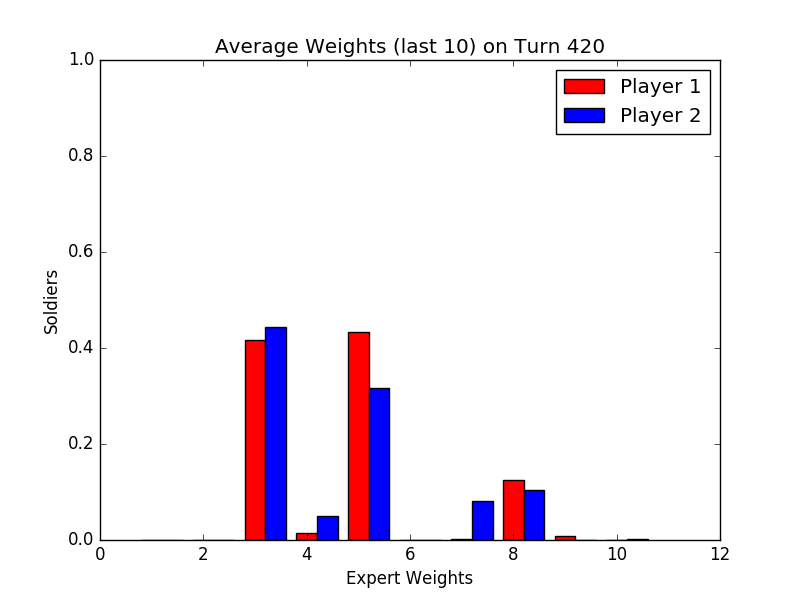 Average Weights (last 10) on Turn 420
1.0
0.8
0.6
0.4
0.2
0.0
Soldiers
Player 1
Player 2
0 2 4 6 8 10 12
Expert Weights